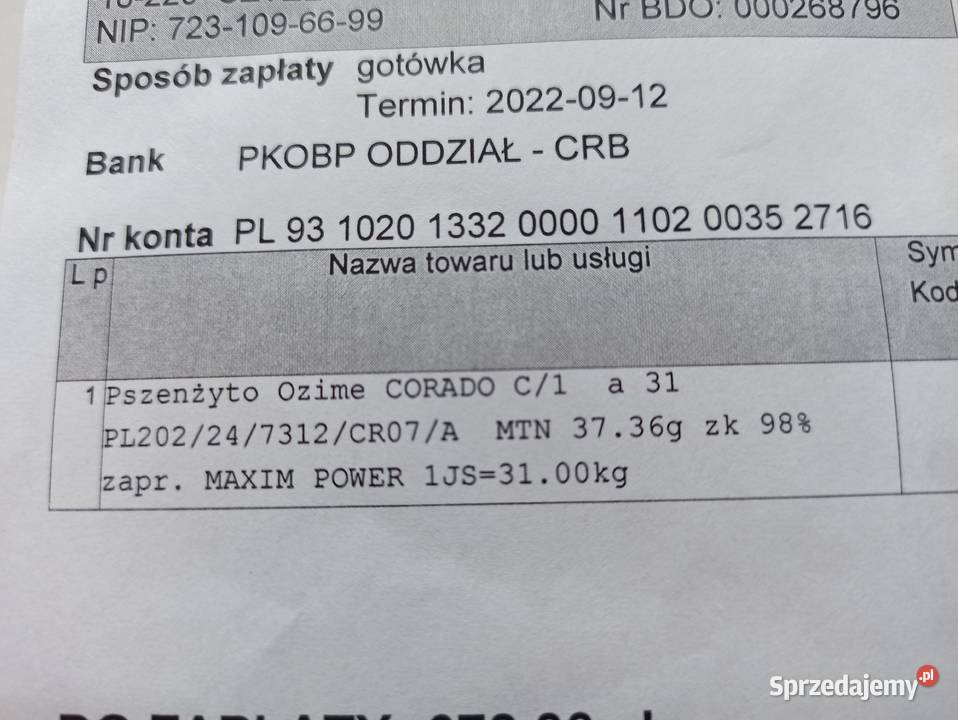 NIP: 723-109-66-99
Nr BDO: 000268796
Sposób zapłaty gotówka
Termin: 2022-09-12
Bank PKOBP ODDZIAŁ - CRB
Nr konta PL 93 1020 1332 0000 1102 0035 2716
L p Nazwa towaru lub usługi Sym
Kod
1 Pszenżyto Ozime CORADO C/1 a 31
PL202/24/7312/CR07/A MTN 37.36g zk 98%
zapr. MAXIM POWER 1JS=31.00kg
Sprzedajemy.pl